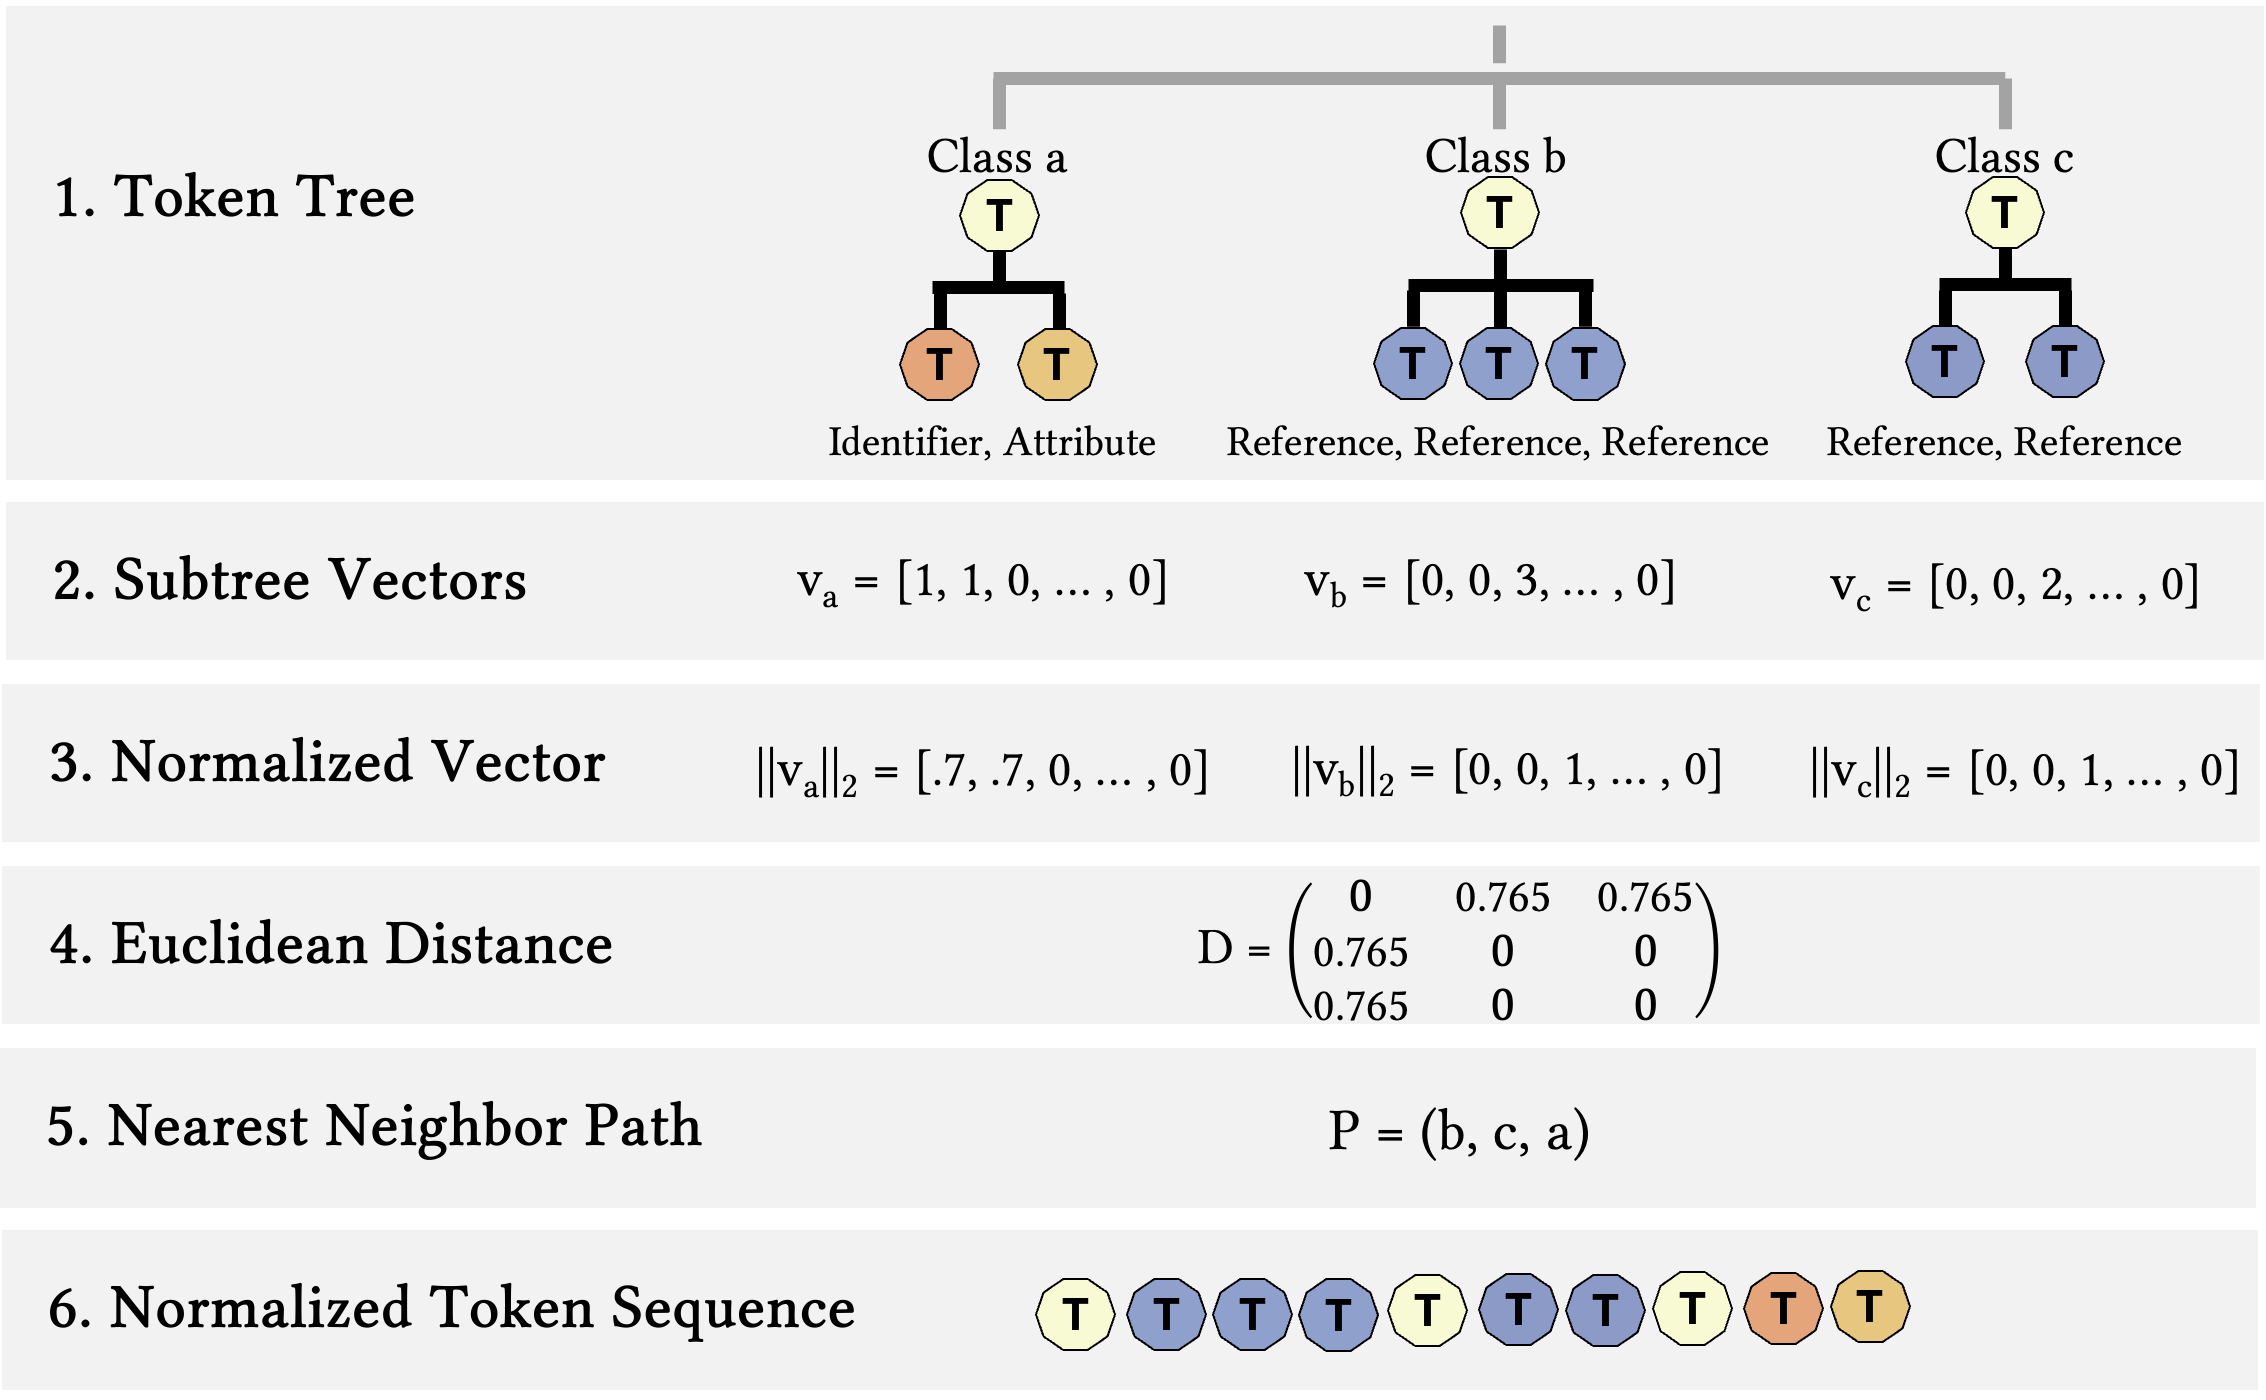 1. Token Tree
Class a
Class b
Class c
T
T
T
T T
T T T
T T
Identifier, Attribute
Reference, Reference, Reference
Reference, Reference
2. Subtree Vectors
v_a = [1, 1, 0, ... , 0]
v_b = [0, 0, 3, ... , 0]
v_c = [0, 0, 2, ... , 0]
3. Normalized Vector
||v_a||_2 = [.7, .7, 0, ... , 0]
||v_b||_2 = [0, 0, 1, ... , 0]
||v_c||_2 = [0, 0, 1, ... , 0]
4. Euclidean Distance
D =
0 0.765 0.765
0.765 0 0
0.765 0 0
5. Nearest Neighbor Path
P = (b, c, a)
6. Normalized Token Sequence
T T T T T T T T T T